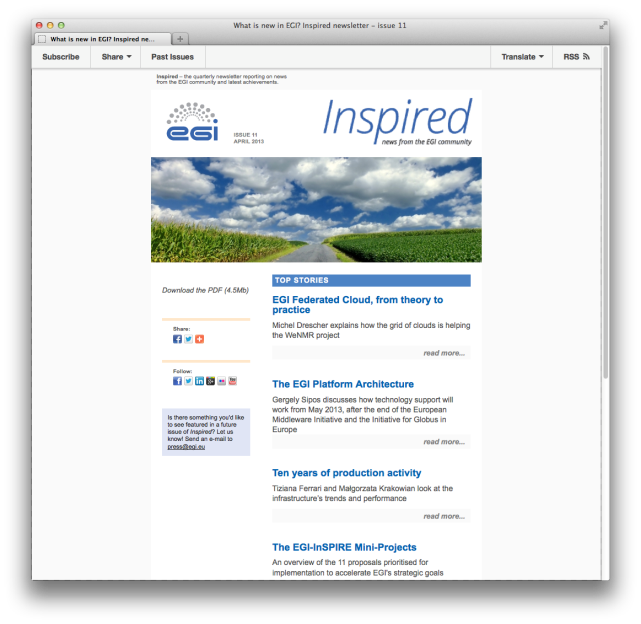 What is new in EGI? Inspired newsletter – issue 11
What is new in EGI? Inspired ne...
Subscribe
Share
Past Issues
Translate
RSS
Inspired – the quarterly newsletter reporting on news
from the EGI community and latest achievements.
egi
ISSUE 11
APRIL 2013
Inspired
news from the EGI community
Download the PDF (4.5Mb)
Share:
Follow:
Is there something you'd like
to see featured in a future
issue of Inspired? Let us
know! Send an e-mail to
press@egi.eu
TOP STORIES
EGI Federated Cloud, from theory to
practice
Michel Drescher explains how the grid of clouds is helping
the WeNMR project
read more...
The EGI Platform Architecture
Gergely Sipos discusses how technology support will
work from May 2013, after the end of the European
Middleware Initiative and the Initiative for Globus in
Europe
read more...
Ten years of production activity
Tiziana Ferrari and Małgorzata Krakowian look at the
infrastructure's trends and performance
read more...
The EGI-InSPIRE Mini-Projects
An overview of the 11 proposals prioritised for
implementation to accelerate EGI's strategic goals